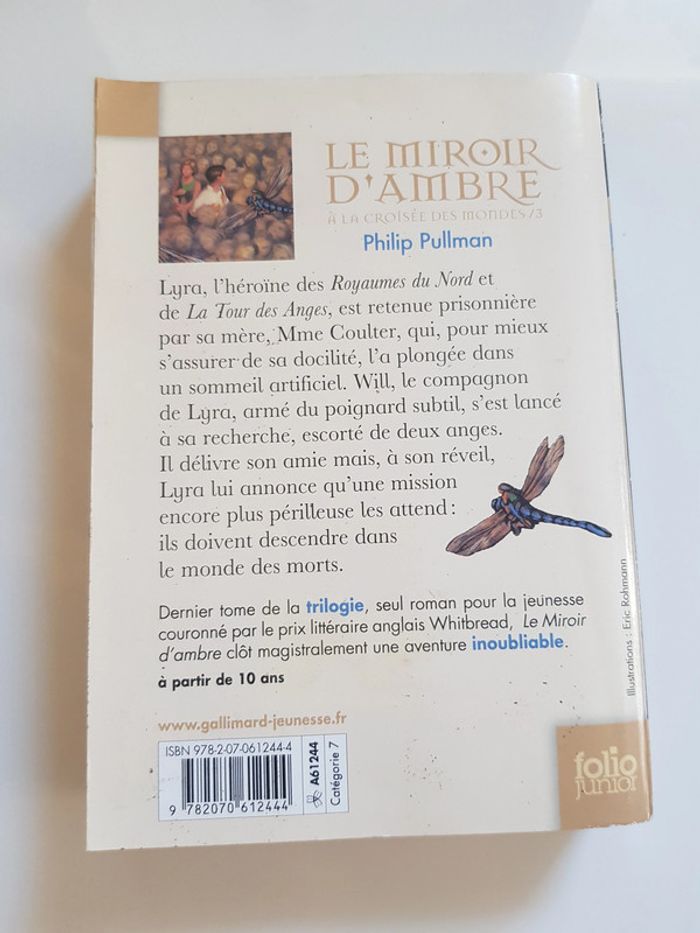 LE MIROIR
D'AMBRE
À LA CROISÉE DES MONDES/3
Philip Pullman
Lyra, l'héroïne des Royaumes du Nord et
de La Tour des Anges, est retenue prisonnière
par sa mère, Mme Coulter, qui, pour mieux
s'assurer de sa docilité, l'a plongée dans
un sommeil artificiel. Will, le compagnon
de Lyra, armé du poignard subtil, s'est lancé
à sa recherche, escorté de deux anges.
Il délivre son amie mais, à son réveil,
Lyra lui annonce qu'une mission
encore plus périlleuse les attend :
ils doivent descendre dans
le monde des morts.
Dernier tome de la trilogie, seul roman pour la jeunesse
couronné par le prix littéraire anglais Whitbread, Le Miroir
d'ambre clôt magistralement une aventure inoubliable.
à partir de 10 ans
www.gallimard-jeunesse.fr
ISBN 978-2-07-061244-4
9 782070 612444
A61244
Catégorie 7
Illustrations : Eric Rohmann
folio
junior